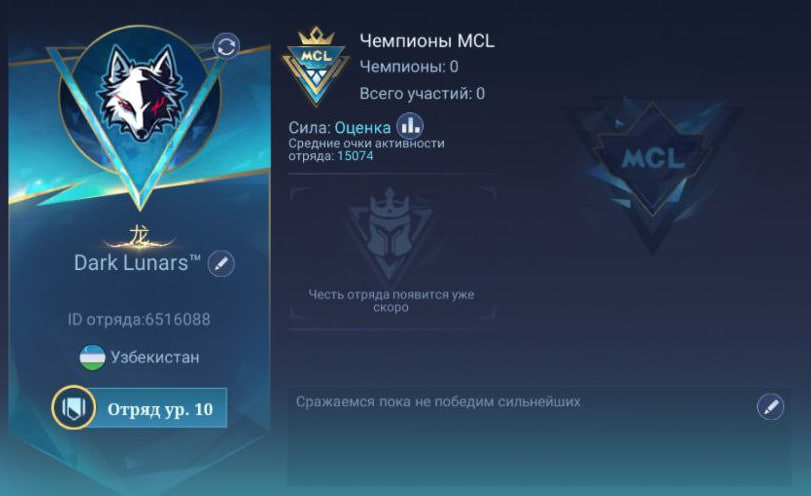 MCL
Чемпионы MCL
Чемпионы: 0
Всего участий: 0
Сила: Оценка
Средние очки активности
отряда: 15074
MCL
龙
Dark Lunars™
ID отряда:6516088
Узбекистан
Отряд ур. 10
Честь отряда появится уже
скоро
Сражаемся пока не победим сильнейших